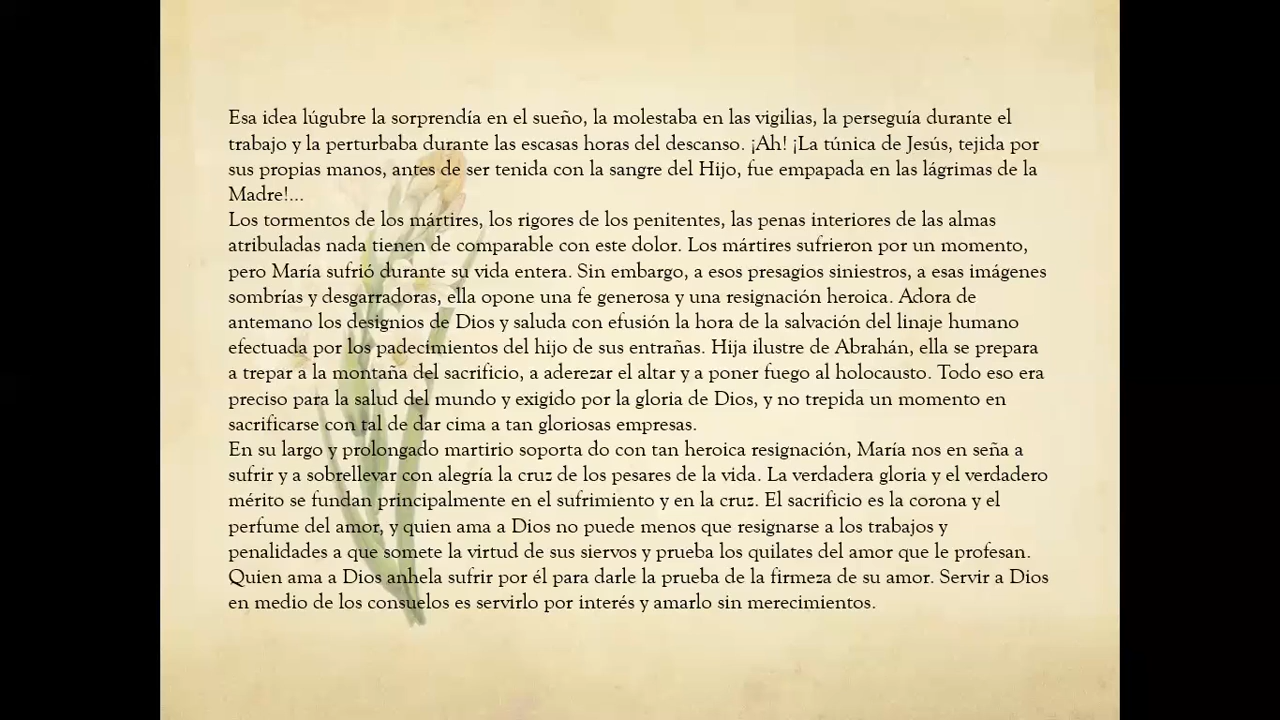 Esa idea lúgubre la sorprendía en el sueño, la molestaba en las vigilias, la perseguía durante el
trabajo y la perturbaba durante las escasas horas del descanso. ¡Ah! ¡La túnica de Jesús, tejida por
sus propias manos, antes de ser tenida con la sangre del Hijo, fue empapada en las lágrimas de la
Madre!...
Los tormentos de los mártires, los rigores de los penitentes, las penas interiores de las almas
atribuladas nada tienen de comparable con este dolor. Los mártires sufrieron por un momento,
pero María sufrió durante su vida entera. Sin embargo, a esos presagios siniestros, a esas imágenes
sombrías y desgarradoras, ella opone una fe generosa y una resignación heroica. Adora de
antemano los designios de Dios y saluda con efusión la hora de la salvación del linaje humano
efectuada por los padecimientos del hijo de sus entrañas. Hija ilustre de Abrahán, ella se prepara
a trepar a la montaña del sacrificio, a aderezar el altar y a poner fuego al holocausto. Todo eso era
preciso para la salud del mundo y exigido por la gloria de Dios, y no trepida un momento en
sacrificarse con tal de dar cima a tan gloriosas empresas.
En su largo y prolongado martirio soporta do con tan heroica resignación, María nos en seña a
sufrir y a sobrellevar con alegría la cruz de los pesares de la vida. La verdadera gloria y el verdadero
mérito se fundan principalmente en el sufrimiento y en la cruz. El sacrificio es la corona y el
perfume del amor, y quien ama a Dios no puede menos que resignarse a los trabajos y
penalidades a que somete la virtud de sus siervos y prueba los quilates del amor que le profesan.
Quien ama a Dios anhela sufrir por él para darle la prueba de la firmeza de su amor. Servir a Dios
en medio de los consuelos es servirlo por interés y amarlo sin merecimientos.